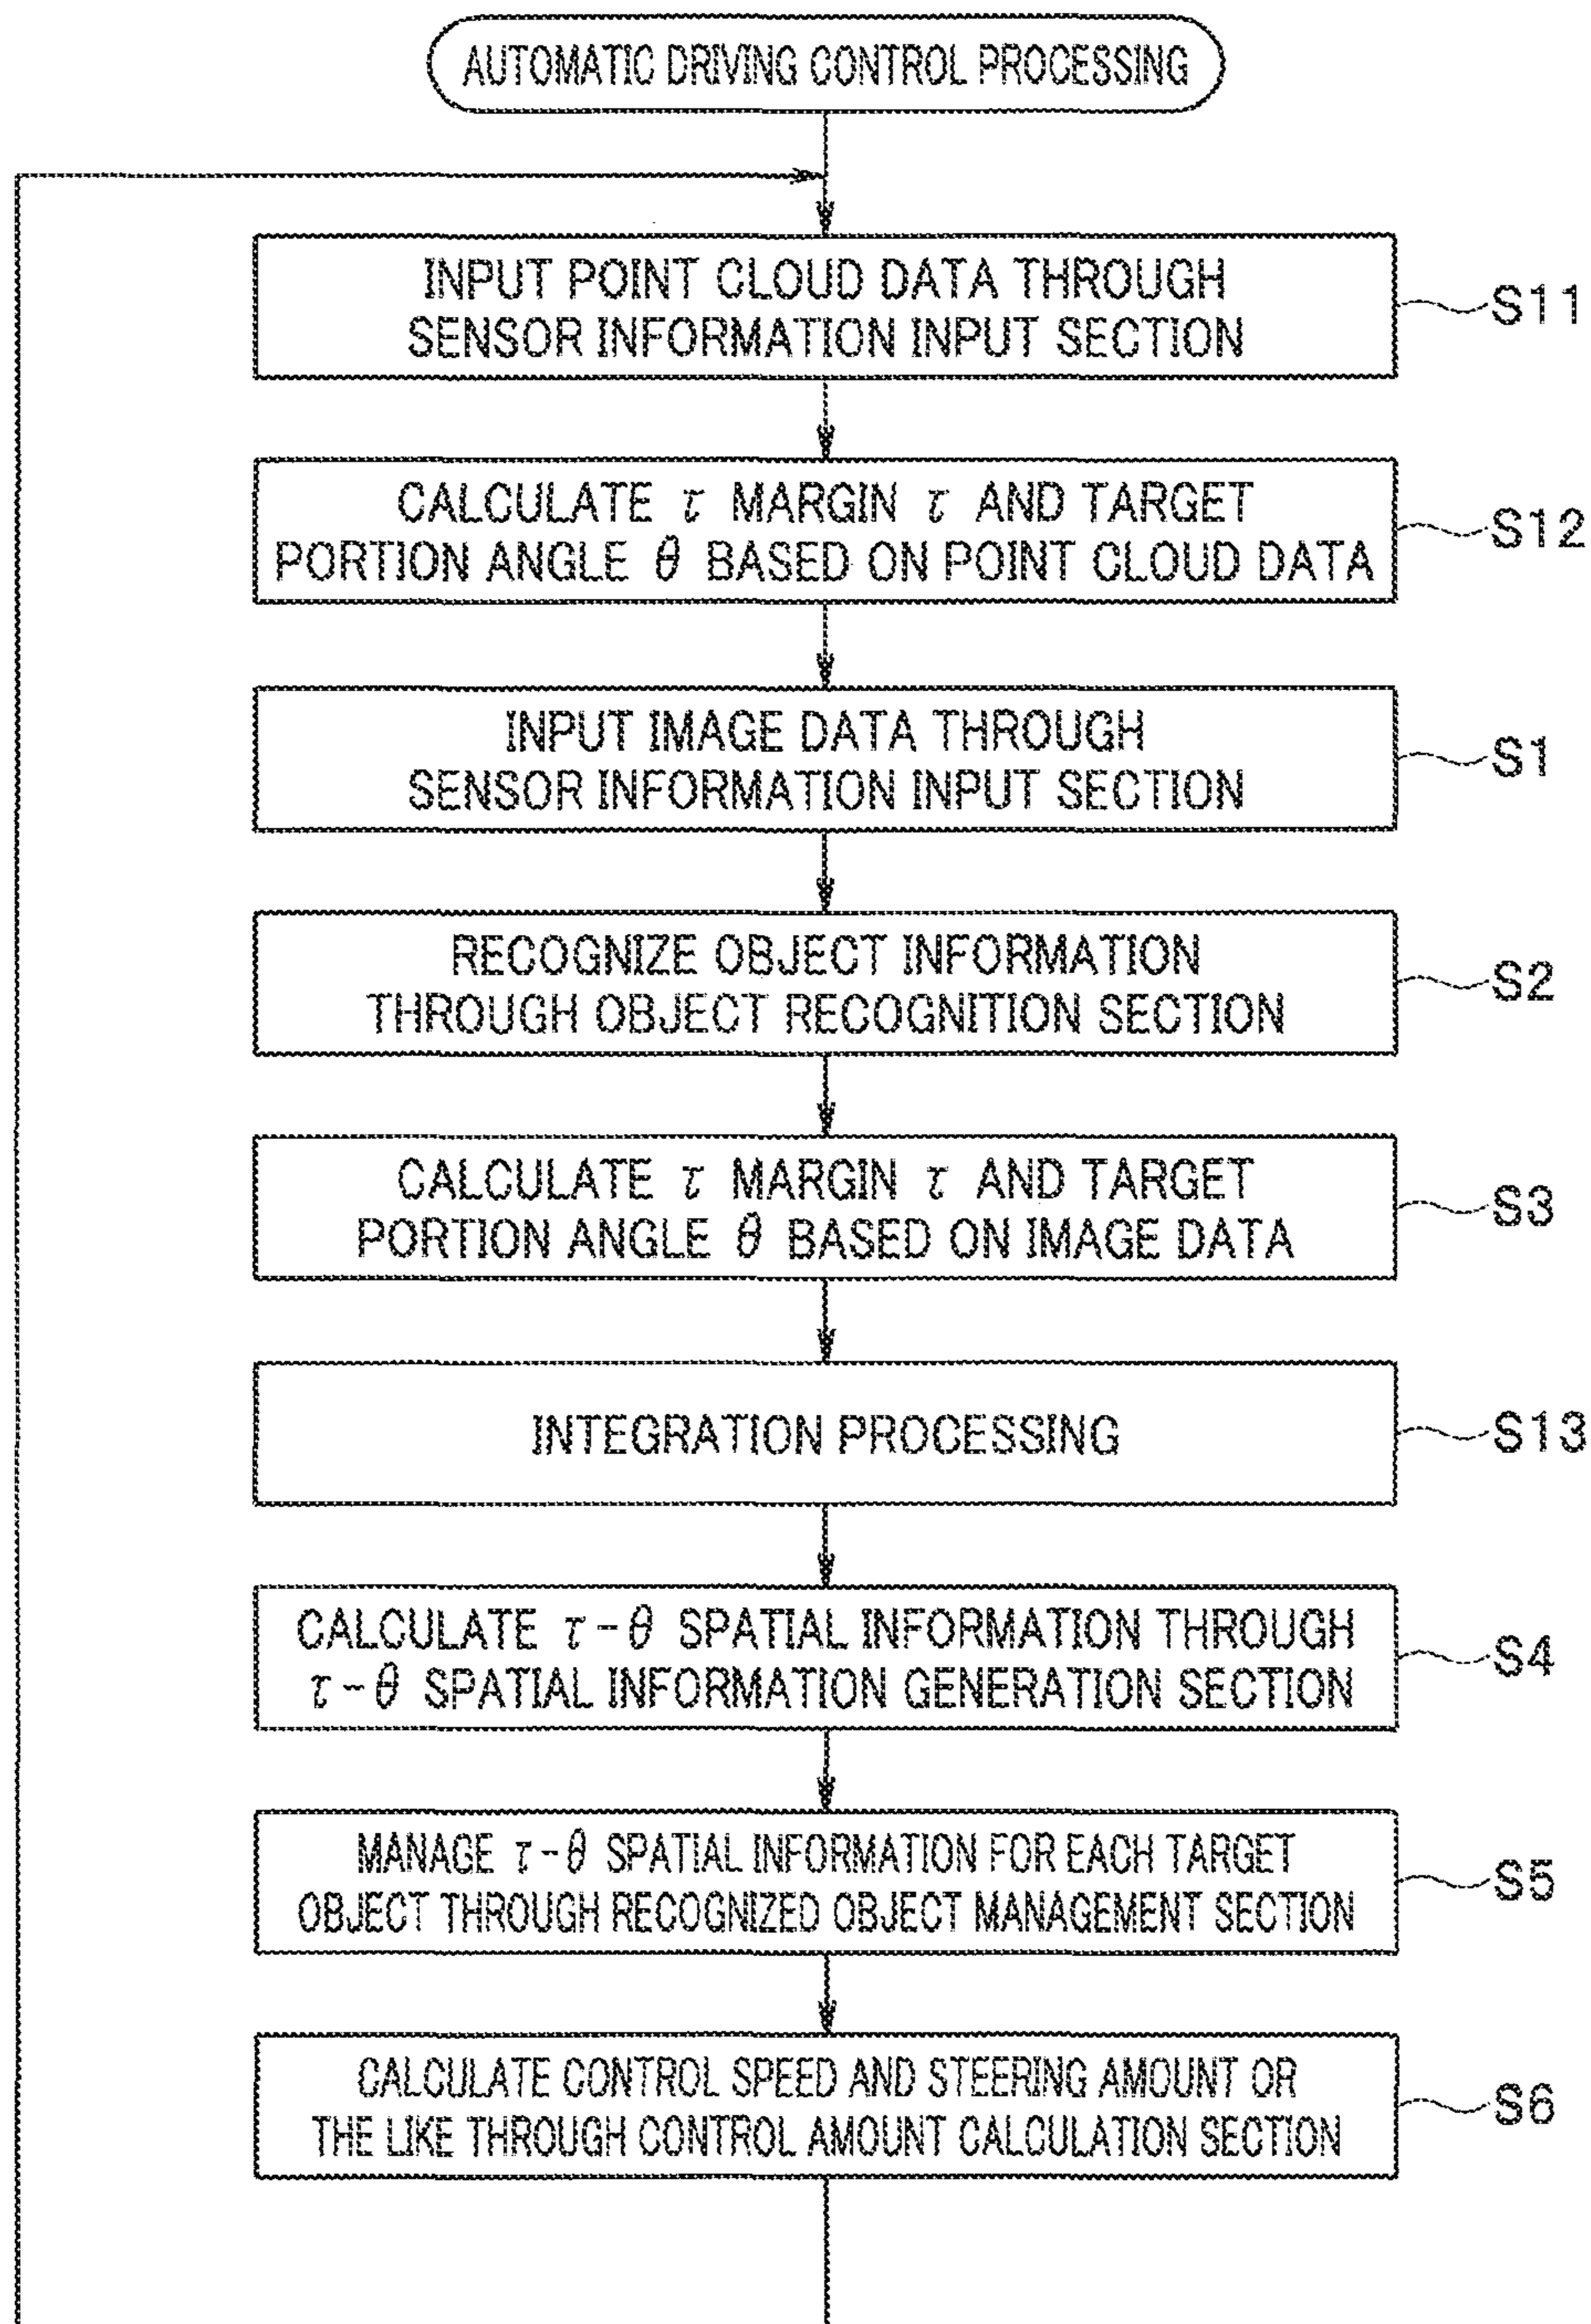 AUTOMATIC DRIVING CONTROL PROCESSING
INPUT POINT CLOUD DATA THROUGH
SENSOR INFORMATION INPUT SECTION
S11
CALCULATE τ MARGIN τ AND TARGET
PORTION ANGLE θ BASED ON POINT CLOUD DATA
S12
INPUT IMAGE DATA THROUGH
SENSOR INFORMATION INPUT SECTION
S1
RECOGNIZE OBJECT INFORMATION
THROUGH OBJECT RECOGNITION SECTION
S2
CALCULATE τ MARGIN τ AND TARGET
PORTION ANGLE θ BASED ON IMAGE DATA
S3
INTEGRATION PROCESSING
S13
CALCULATE τ-θ SPATIAL INFORMATION THROUGH
τ-θ SPATIAL INFORMATION GENERATION SECTION
S4
MANAGE τ-θ SPATIAL INFORMATION FOR EACH TARGET
OBJECT THROUGH RECOGNIZED OBJECT MANAGEMENT SECTION
S5
CALCULATE CONTROL SPEED AND STEERING AMOUNT OR
THE LIKE THROUGH CONTROL AMOUNT CALCULATION SECTION
S6